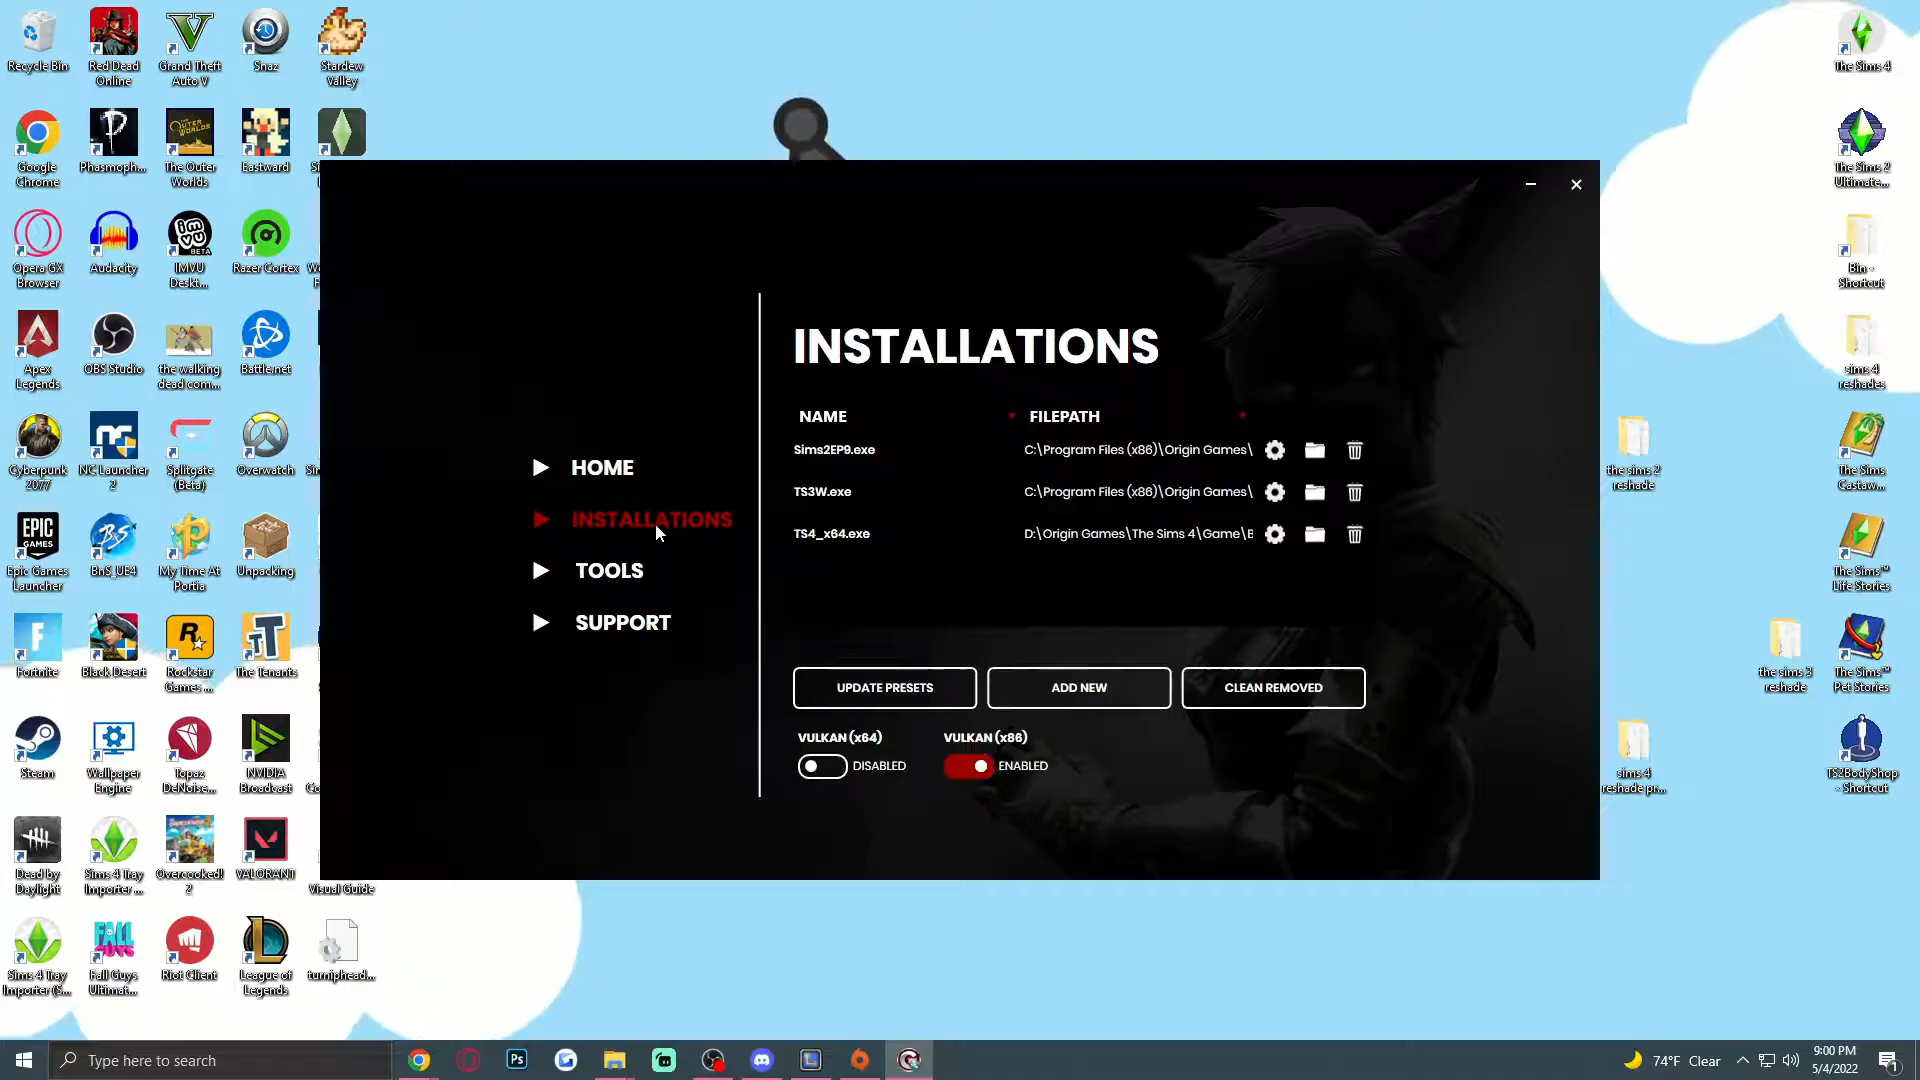 Recycle Bin
Red Dead
Online
Grand Theft
Auto V
Snaz
Stardew
Valley
The Sims 4
Google
Chrome
Phasmoph...
The Outer
Worlds
Eastward
The Sims 2
Ultimate...
Opera GX
Browser
Audacity
IMVU
Deskt...
Razer Cortex
Bin -
Shortcut
Apex
Legends
OBS Studio
the walking
dead com...
Battle.net
sims 4
reshades
Cyberpunk
2077
NC Launcher
2
Splitgate
(Beta)
Overwatch
the sims 2
reshade
The Sims
Castaw...
Epic Games
Launcher
BnS_UE4
My Time At
Portia
Unpacking
The Sims™
Life Stories
Fortnite
Black Desert
Rockstar
Games ...
The Tenants
the sims 3
reshade
The Sims™
Pet Stories
Steam
Wallpaper
Engine
Topaz
DeNoise...
NVIDIA
Broadcast
sims 4
reshade pr...
TS2BodyShop
- Shortcut
Dead by
Daylight
Sims 4 Tray
Importer ...
Overcooked!
2
VALORANT
Visual Guide
Sims 4 Tray
Importer (S...
Fall Guys
Ultimat...
Riot Client
League of
Legends
turniphead...
HOME
INSTALLATIONS
TOOLS
SUPPORT
INSTALLATIONS
NAME
FILEPATH
Sims2EP9.exe
C:\Program Files (x86)\Origin Games\
TS3W.exe
C:\Program Files (x86)\Origin Games\
TS4_x64.exe
D:\Origin Games\The Sims 4\Game\B
UPDATE PRESETS
ADD NEW
CLEAN REMOVED
VULKAN (x64)
VULKAN (x86)
DISABLED
ENABLED
Type here to search
74°F Clear
9:00 PM
5/4/2022